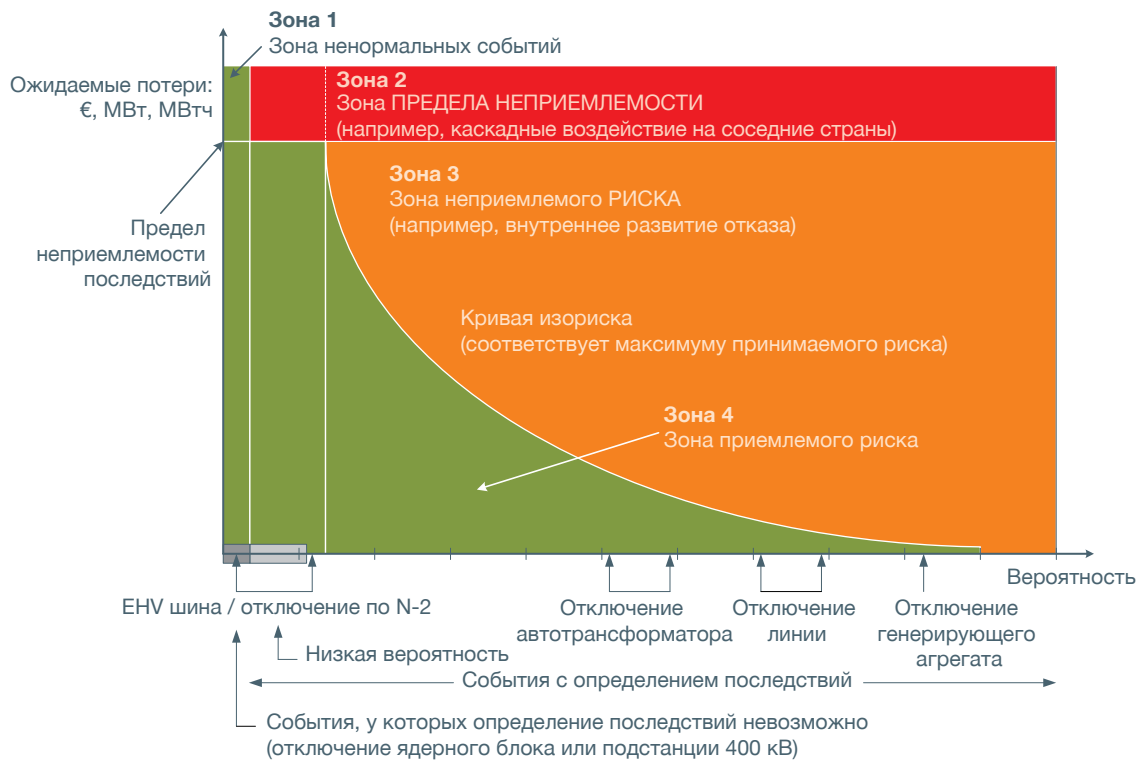 Зона 1
Зона ненормальных событий
Ожидаемые потери:
€, МВт, МВтч
Зона 2
Зона ПРЕДЕЛА НЕПРИЕМЛЕМОСТИ
(например, каскадные воздействие на соседние страны)
Зона 3
Зона неприемлемого РИСКА
(например, внутреннее развитие отказа)
Предел
неприемлемости
последствий
Кривая изориска
(соответствует максимуму принимаемого риска)
Зона 4
Зона приемлемого риска
Вероятность
EHV шина / отключение по N-2
Отключение
автотрансформатора
Отключение
линии
Отключение
генерирующего
агрегата
Низкая вероятность
События с определением последствий
События, у которых определение последствий невозможно
(отключение ядерного блока или подстанции 400 кВ)